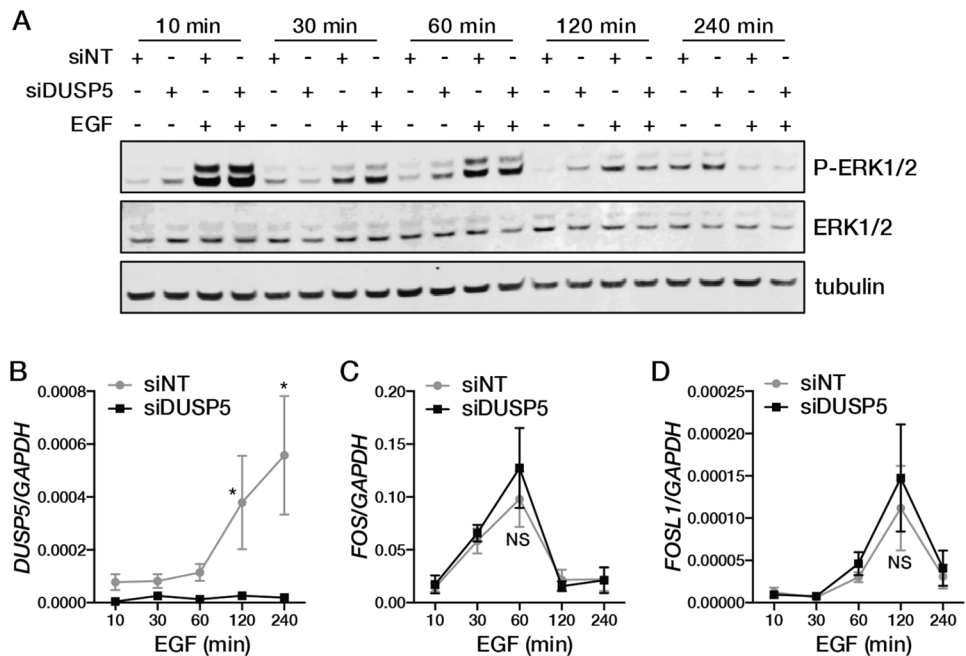 A
10 min 30 min 60 min 120 min 240 min
siNT + - + - + - + - + - + - + - + - + - + -
siDUSP5 - + - + - + - + - + - + - + - + - + - +
EGF - - + + - - + + - - + + - - + + - - + +
P-ERK1/2
ERK1/2
tubulin
B
siNT
siDUSP5
DUSP5/GAPDH
0.0008
0.0006
0.0004
0.0002
0.0000
*
*
10 30 60 120 240
EGF (min)
C
siNT
siDUSP5
FOS/GAPDH
0.20
0.15
0.10
0.05
0.00
NS
10 30 60 120 240
EGF (min)
D
siNT
siDUSP5
FOSL1/GAPDH
0.00025
0.00020
0.00015
0.00010
0.00005
0.00000
NS
10 30 60 120 240
EGF (min)